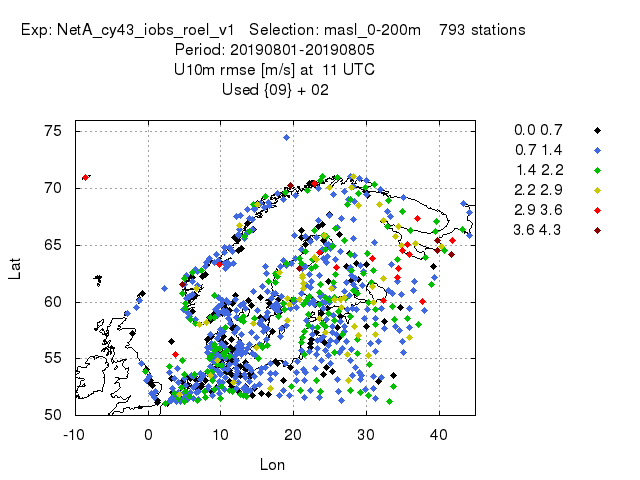 Exp: NetA_cy43_iobs_roel_v1   Selection: masl_0-200m    793 stations
Period: 20190801-20190805
U10m rmse [m/s] at  11 UTC
Used {09} + 02
75
70
65
60
55
50
Lat
-10 0 10 20 30 40
Lon
0.0 0.7
0.7 1.4
1.4 2.2
2.2 2.9
2.9 3.6
3.6 4.3